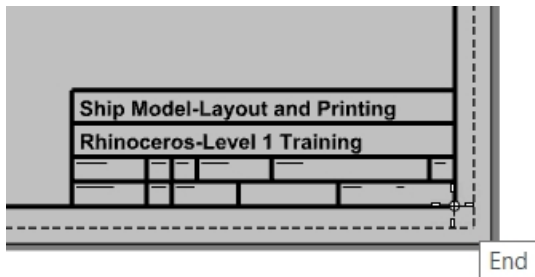 Ship Model-Layout and Printing
Rhinoceros-Level 1 Training
End